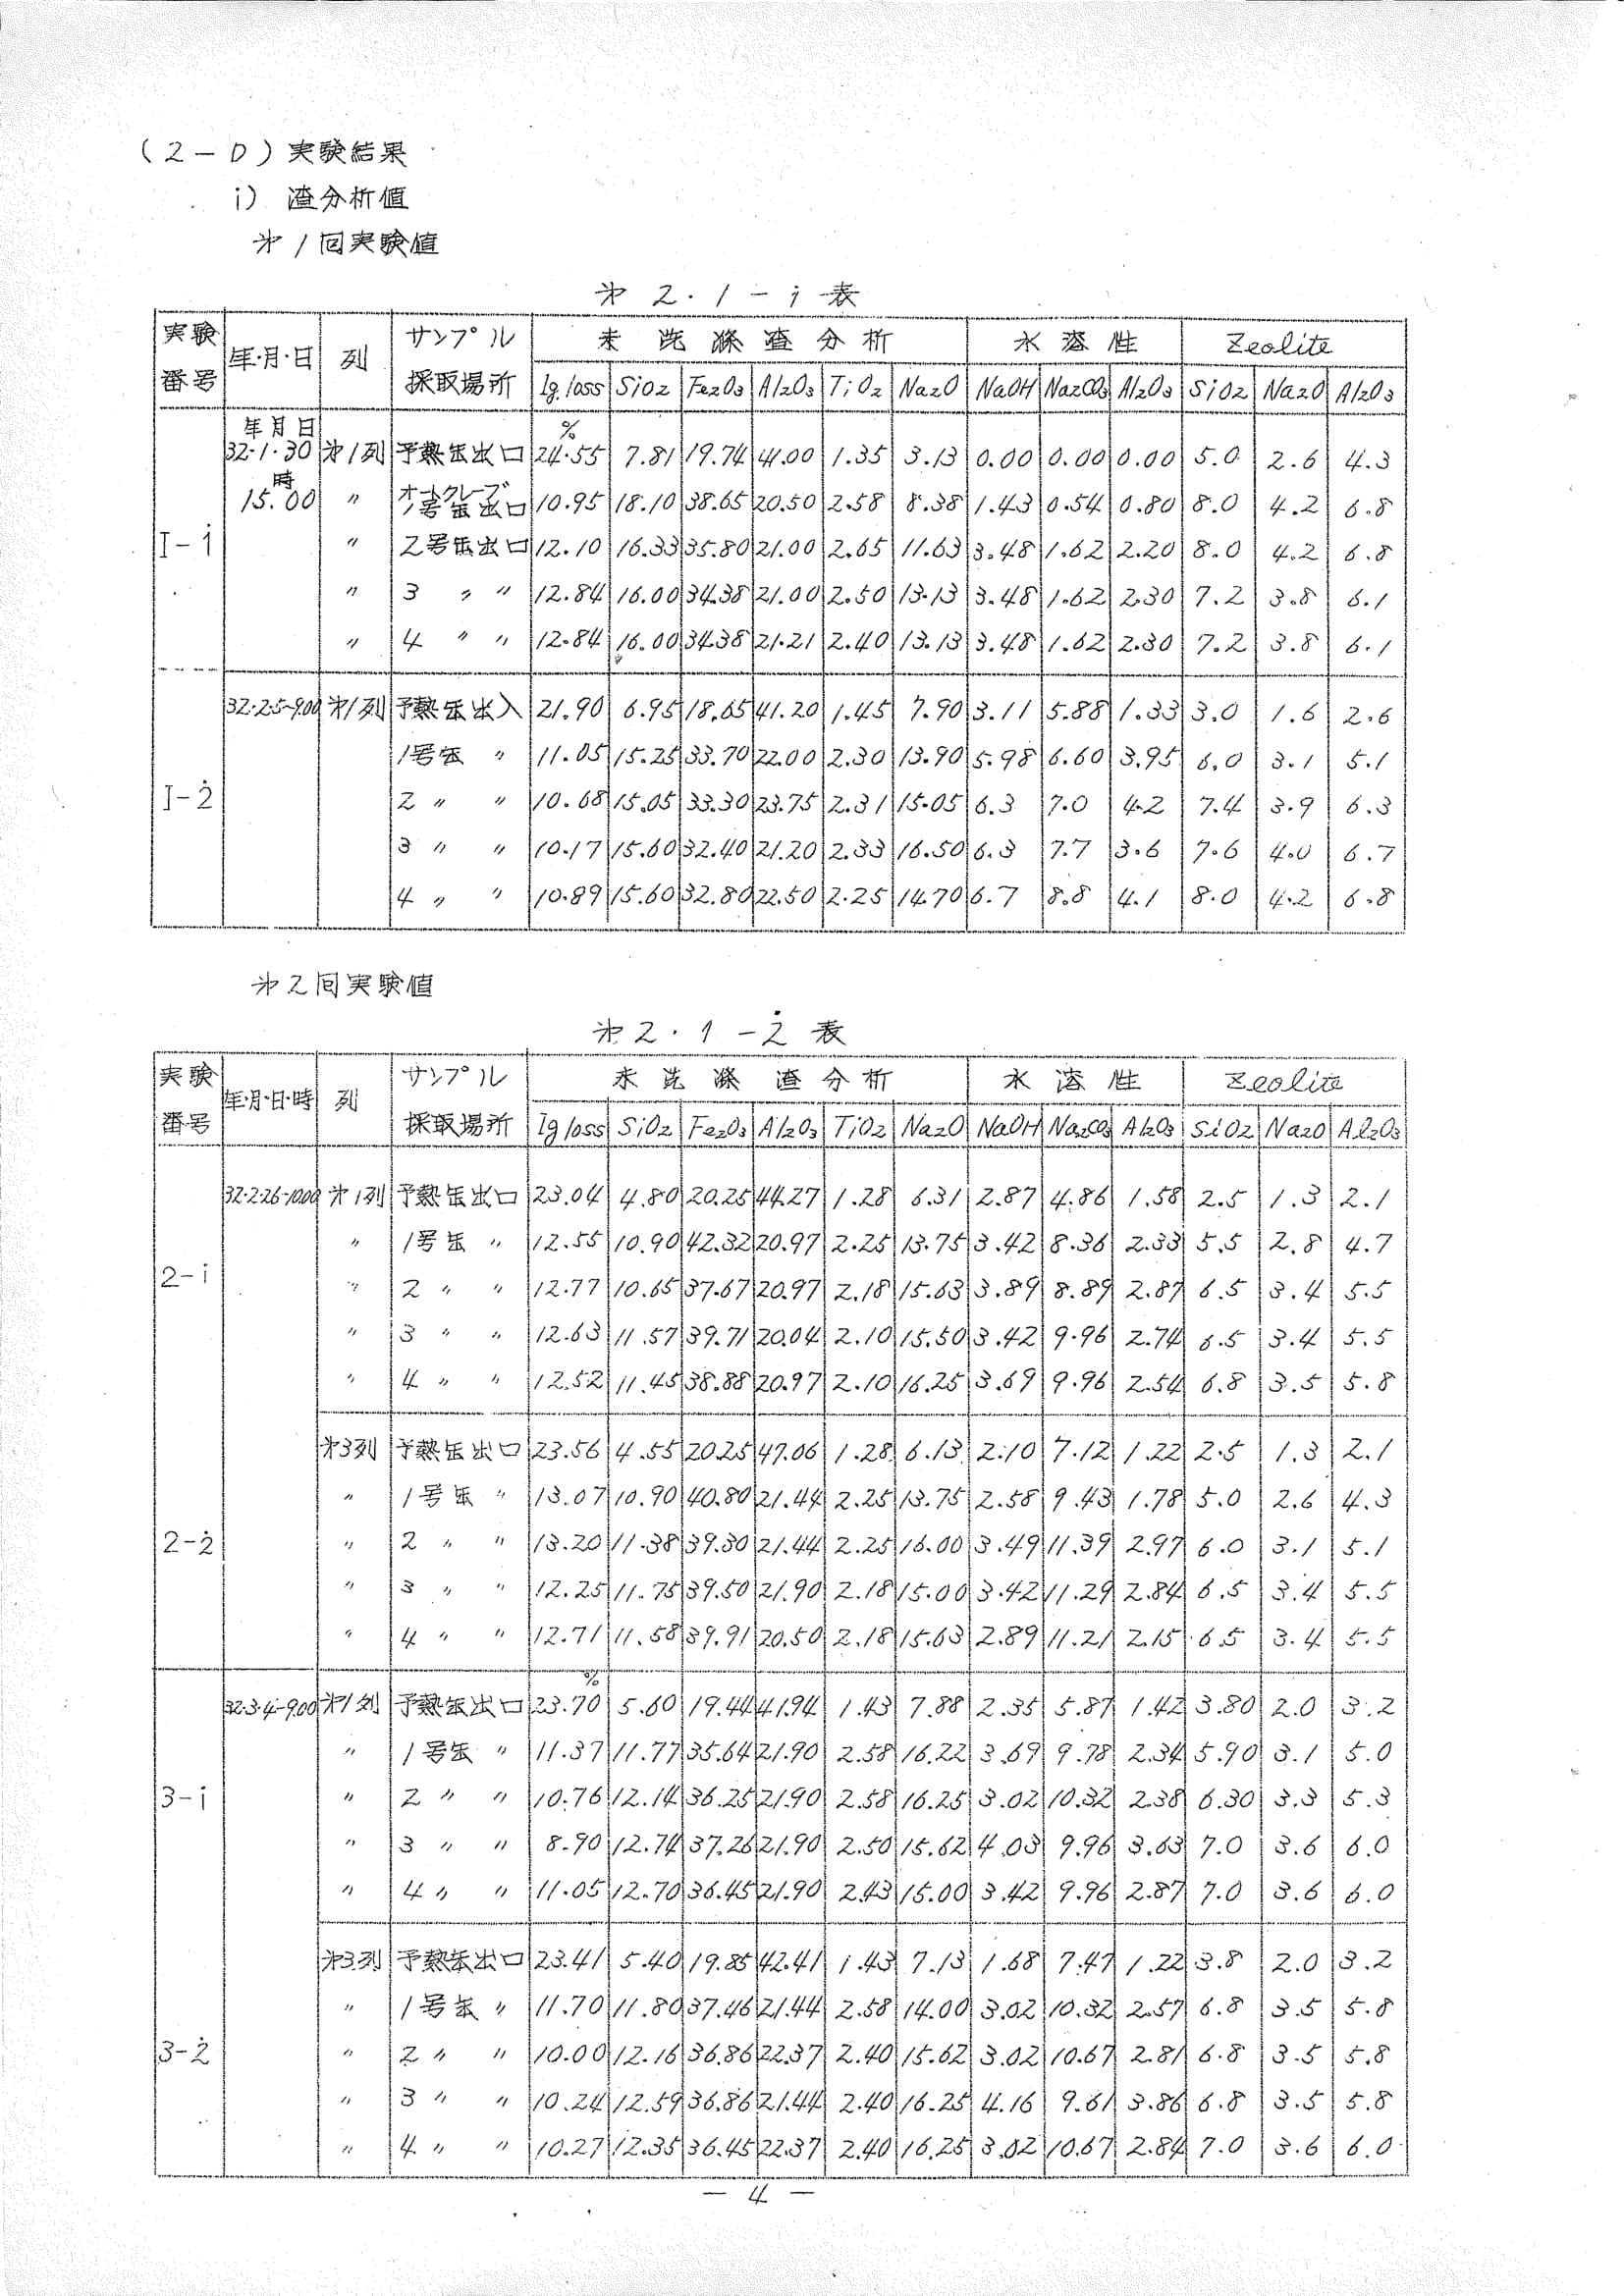 (2-D) 実験結果
i) 渣分析値
オ1回実験値
オ2・1-i表
実験番号 年・月・日 列 サンプル採取場所 未洗滌渣分析 水溶性 Zeolite
Ig.loss SiO2 Fe2O3 Al2O3 TiO2 Na2O NaOH Na2CO3 Al2O3 SiO2 Na2O Al2O3
年月日 %
32・1・30 オ1列 予熱缶出口 24.55 7.81 19.74 41.00 1.35 3.13 0.00 0.00 0.00 5.0 2.6 4.3
15.時00 〃 オートクレーブ1号缶出口 10.95 18.10 38.65 20.50 2.58 8.38 1.43 0.54 0.80 8.0 4.2 6.8
I-i 〃 2号缶出口 12.10 16.33 35.80 21.00 2.65 11.63 3.48 1.62 2.20 8.0 4.2 6.8
〃 3 〃 〃 12.84 16.00 34.38 21.00 2.50 13.13 3.48 1.62 2.30 7.2 3.8 6.1
〃 4 〃 〃 12.84 16.00 34.38 21.21 2.40 13.13 3.48 1.62 2.30 7.2 3.8 6.1
32・2・5-9.00 オ1列 予熱缶出入 21.90 6.95 18.65 41.20 1.45 7.90 3.11 5.88 1.33 3.0 1.6 2.6
1号缶 〃 11.05 15.25 33.70 22.00 2.30 13.90 5.98 6.60 3.95 6.0 3.1 5.1
I-2 2 〃 〃 10.68 15.05 33.30 23.75 2.31 15.05 6.3 7.0 4.2 7.4 3.9 6.3
3 〃 〃 10.17 15.60 32.40 21.20 2.33 16.50 6.3 7.7 3.6 7.6 4.0 6.7
4 〃 〃 10.89 15.60 32.80 22.50 2.25 14.70 6.7 8.8 4.1 8.0 4.2 6.8
オ2回実験値
オ2・1-2表
実験番号 年・月・日・時 列 サンプル採取場所 未洗滌渣分析 水溶性 Zeolite
Ig loss SiO2 Fe2O3 Al2O3 TiO2 Na2O NaOH Na2CO3 Al2O3 SiO2 Na2O Al2O3
32・2・26-10.00 オ1列 予熱缶出口 23.04 4.80 20.25 44.27 1.28 6.31 2.87 4.86 1.58 2.5 1.3 2.1
〃 1号缶 〃 12.55 10.90 42.32 20.97 2.25 13.75 3.42 8.36 2.33 5.5 2.8 4.7
2-i 〃 2 〃 〃 12.77 10.65 37.67 20.97 2.18 15.63 3.89 8.89 2.87 6.5 3.4 5.5
〃 3 〃 〃 12.63 11.57 39.71 20.04 2.10 15.50 3.42 9.96 2.74 6.5 3.4 5.5
〃 4 〃 〃 12.52 11.45 38.88 20.97 2.10 16.25 3.69 9.96 2.54 6.8 3.5 5.8
オ3列 予熱缶出口 23.56 4.55 20.25 47.06 1.28 6.13 2.10 7.12 1.22 2.5 1.3 2.1
〃 1号缶 〃 13.07 10.90 40.80 21.44 2.25 13.75 2.58 9.43 1.78 5.0 2.6 4.3
2-2 〃 2 〃 〃 13.20 11.38 39.30 21.44 2.25 16.00 3.49 11.39 2.97 6.0 3.1 5.1
〃 3 〃 〃 12.25 11.75 39.50 21.90 2.18 15.00 3.42 11.29 2.84 6.5 3.4 5.5
〃 4 〃 〃 12.71 11.58 39.91 20.50 2.18 15.63 2.89 11.21 2.15 6.5 3.4 5.5
%
32・3・4-9.00 オ1列 予熱缶出口 23.70 5.60 19.44 41.94 1.43 7.88 2.35 5.87 1.42 3.80 2.0 3.2
〃 1号缶 〃 11.37 11.77 35.64 21.90 2.58 16.22 3.69 9.78 2.34 5.90 3.1 5.0
3-i 〃 2 〃 〃 10.76 12.14 36.25 21.90 2.58 16.25 3.02 10.32 2.38 6.30 3.3 5.3
〃 3 〃 〃 8.90 12.74 37.26 21.90 2.50 15.62 4.03 9.96 3.63 7.0 3.6 6.0
〃 4 〃 〃 11.05 12.70 36.45 21.90 2.43 15.00 3.42 9.96 2.87 7.0 3.6 6.0
オ3列 予熱缶出口 23.41 5.40 19.85 42.41 1.43 7.13 1.68 7.47 1.22 3.8 2.0 3.2
〃 1号缶 〃 11.70 11.80 37.46 21.44 2.58 14.00 3.02 10.32 2.57 6.8 3.5 5.8
3-2 〃 2 〃 〃 10.00 12.16 36.86 22.37 2.40 15.62 3.02 10.67 2.81 6.8 3.5 5.8
〃 3 〃 〃 10.24 12.59 36.86 21.44 2.40 16.25 4.16 9.61 3.86 6.8 3.5 5.8
〃 4 〃 〃 10.27 12.35 36.45 22.37 2.40 16.25 3.02 10.67 2.84 7.0 3.6 6.0
— 4 —